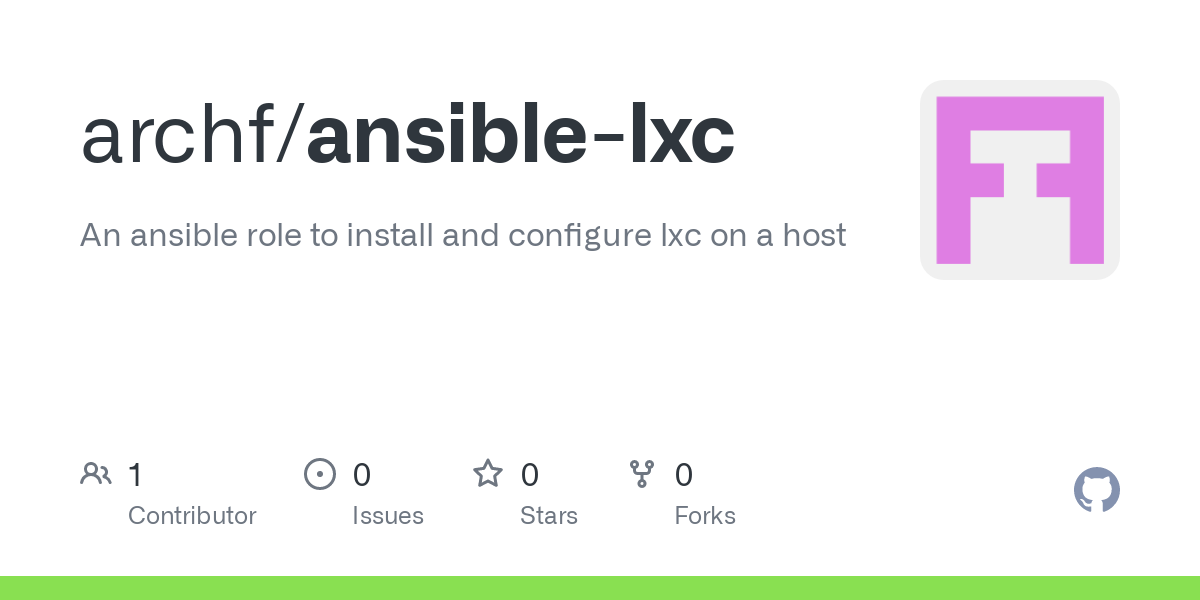 archf/ansible-lxc
An ansible role to install and configure lxc on a host
1 0 0 0
Contributor Issues Stars Forks